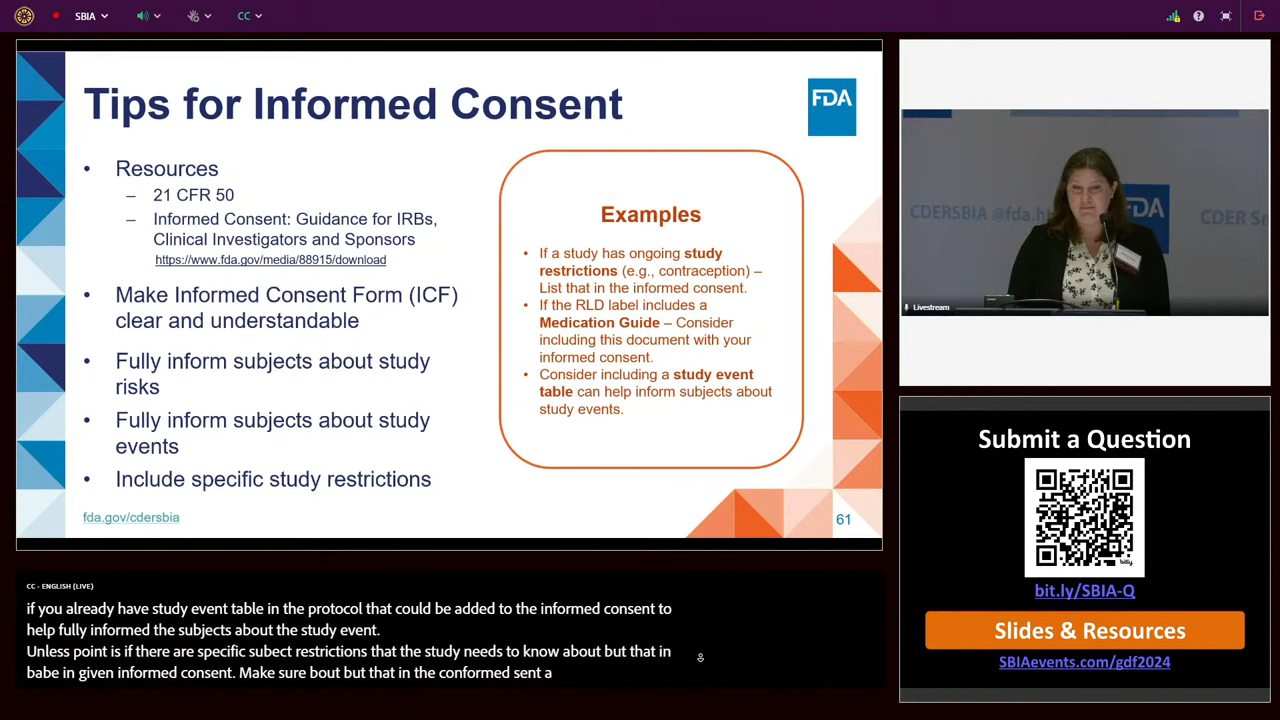 SBIA
CC
Tips for Informed Consent
FDA
• Resources
– 21 CFR 50
– Informed Consent: Guidance for IRBs,
Clinical Investigators and Sponsors
https://www.fda.gov/media/88915/download
• Make Informed Consent Form (ICF)
clear and understandable
• Fully inform subjects about study
risks
• Fully inform subjects about study
events
• Include specific study restrictions
fda.gov/cdersbia
Examples
• If a study has ongoing study
restrictions (e.g., contraception) –
List that in the informed consent.
• If the RLD label includes a
Medication Guide – Consider
including this document with your
informed consent.
• Consider including a study event
table can help inform subjects about
study events.
61
CDERSBIA @fda.h
FDA
CDER S
Livestream
Submit a Question
bitly
bit.ly/SBIA-Q
Slides & Resources
SBIAevents.com/gdf2024
CC - ENGLISH (LIVE)
if you already have study event table in the protocol that could be added to the informed consent to
help fully informed the subjects about the study event.
Unless point is if there are specific subect restrictions that the study needs to know about but that in
babe in given informed consent. Make sure bout but that in the conformed sent a